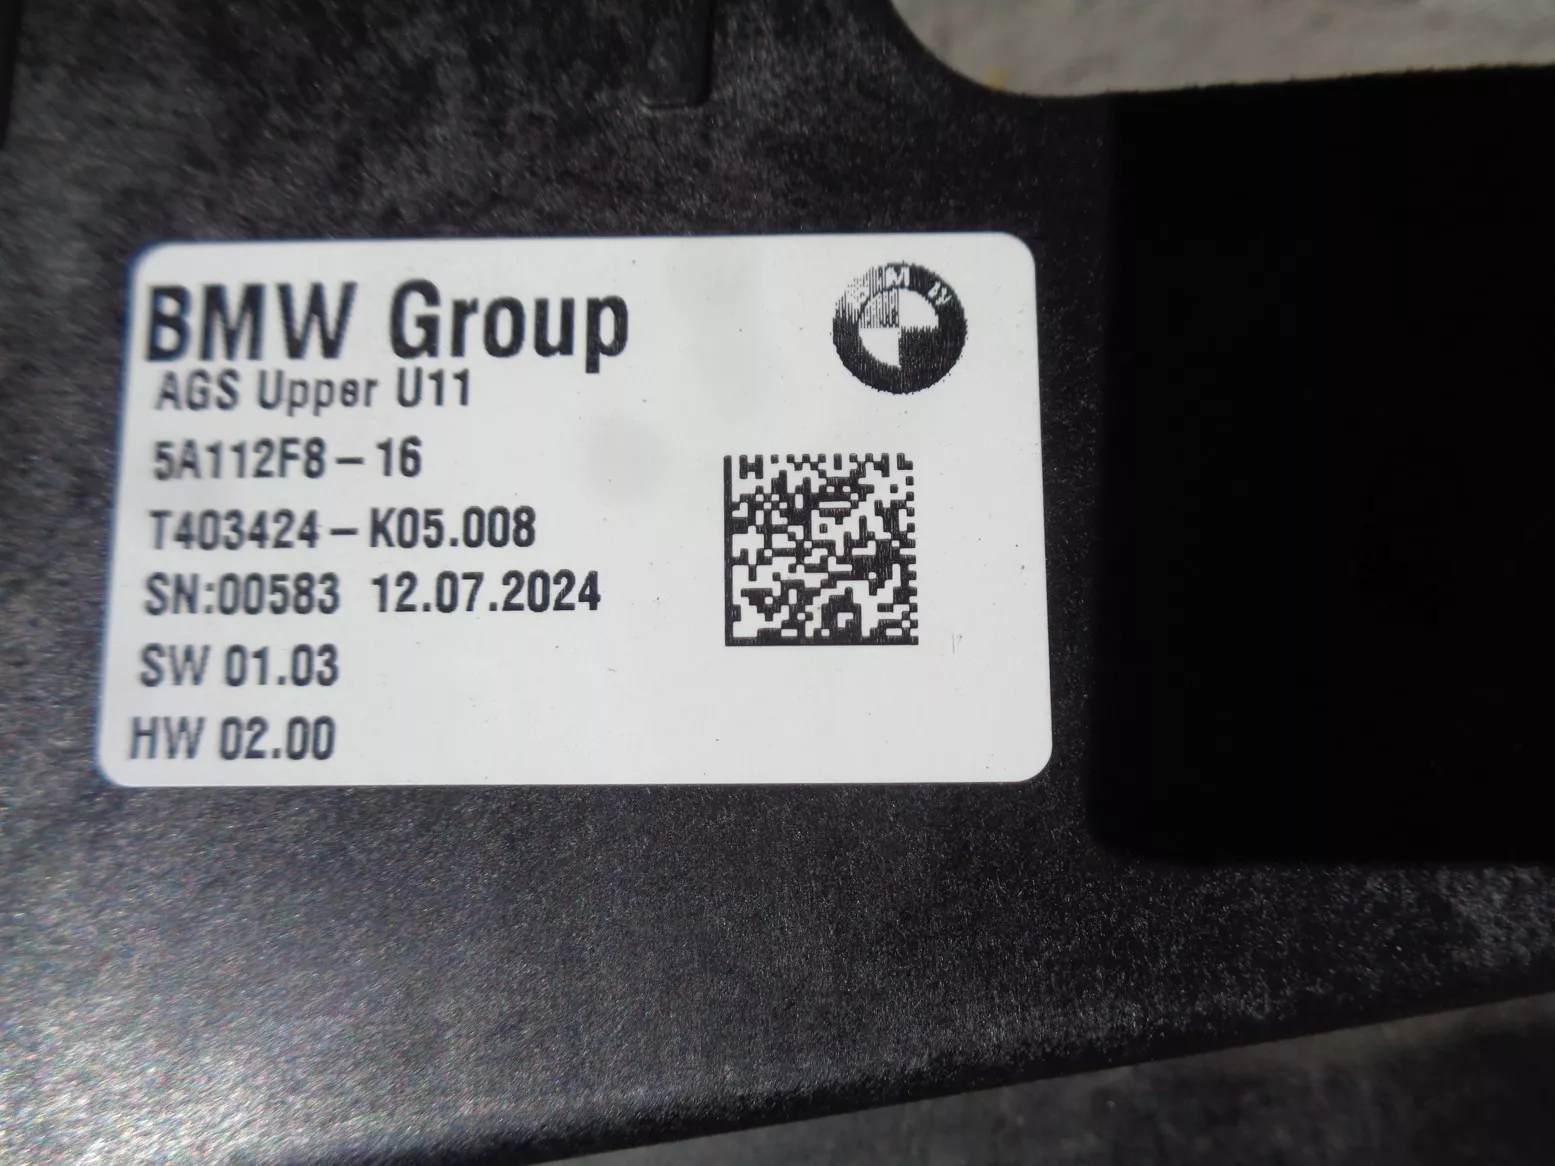 BMW Group
AGS Upper U11
5A112F8-16
T403424-K05.008
SN:00583 12.07.2024
SW 01.03
HW 02.00